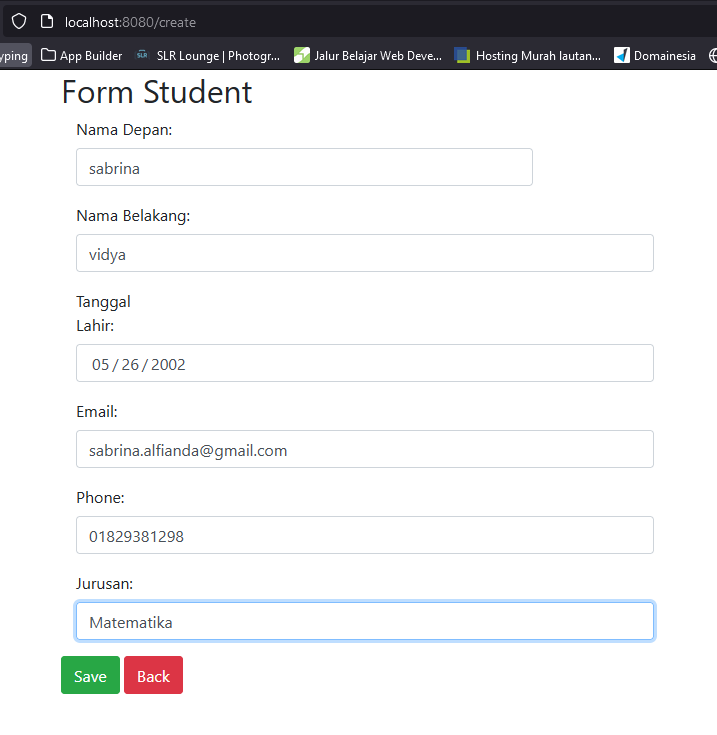 localhost:8080/create
yping
App Builder
SLR Lounge | Photogr...
Jalur Belajar Web Deve...
Hosting Murah lautan...
Domainesia
Form Student
Nama Depan:
sabrina
Nama Belakang:
vidya
Tanggal
Lahir:
05 / 26 / 2002
Email:
sabrina.alfianda@gmail.com
Phone:
01829381298
Jurusan:
Matematika
Save
Back